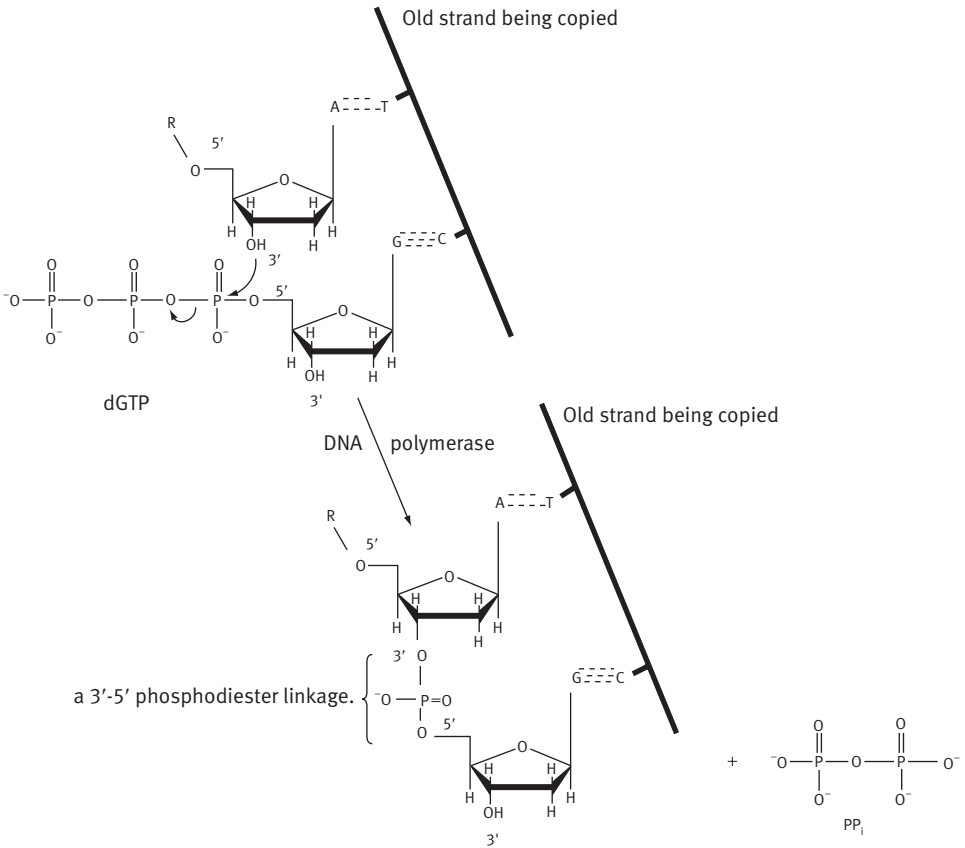 Old strand being copied
A T
R
5′
O
O
H H
H H
OH H
3′
G C
O O O
⁻O P O P O P O 5′
O⁻ O⁻ O⁻
O
H H
H H
OH H
3'
dGTP
DNA polymerase
Old strand being copied
A T
R
5′
O
O
H H
H H
H
3′ O
a 3′-5′ phosphodiester linkage.
⁻O P=O
O 5′
G C
O
H H
H H
OH H
3'
+
O O
⁻O P O P O⁻
O⁻ O⁻
PPi